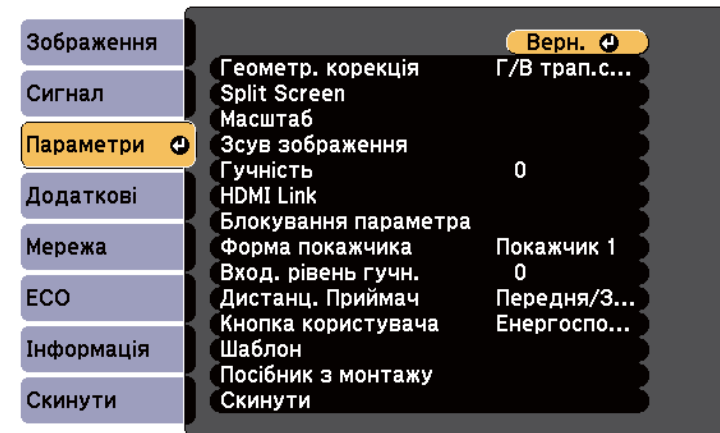 Зображення
Сигнал
Параметри
Додаткові
Мережа
ECO
Інформація
Скинути
Верн.
Геометр. корекція Г/В трап.с...
Split Screen
Масштаб
Зсув зображення
Гучність 0
HDMI Link
Блокування параметра
Форма покажчика Покажчик 1
Вход. рівень гучн. 0
Дистанц. Приймач Передня/З...
Кнопка користувача Енергоспо...
Шаблон
Посібник з монтажу
Скинути